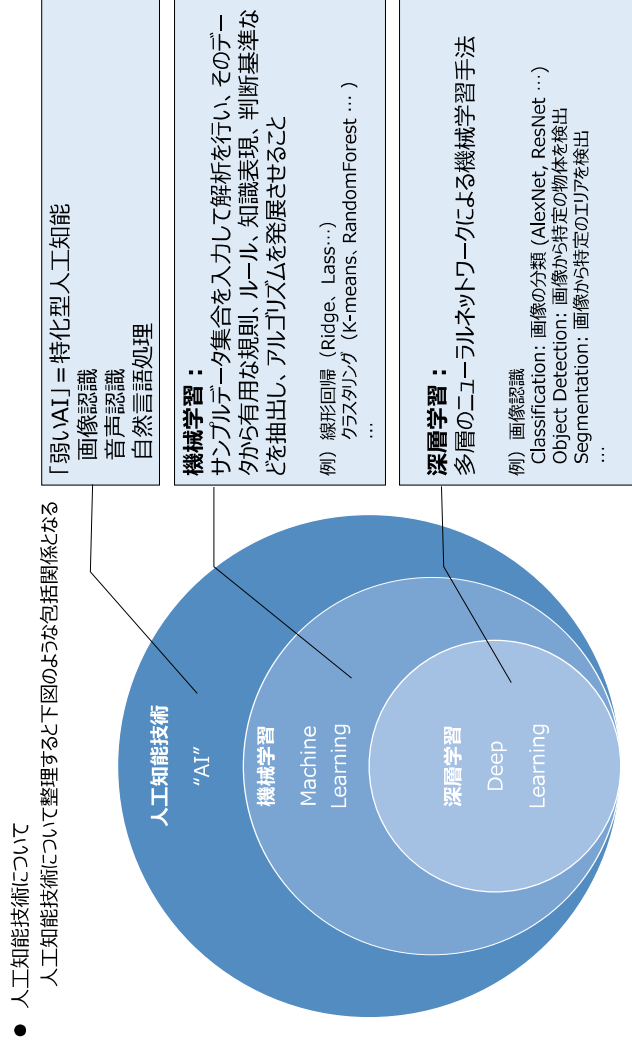 ● 人工知能技術について
人工知能技術について整理すると下図のような包括関係となる
人工知能技術
“AI”
機械学習
Machine
Learning
深層学習
Deep
Learning
「弱いAI」＝特化型人工知能
画像認識
音声認識
自然言語処理
機械学習：
サンプルデータ集合を入力して解析を行い、そのデー
タから有用な規則、ルール、知識表現、判断基準な
どを抽出し、アルゴリズムを発展させること
例）線形回帰（Ridge、Lass…）
クラスタリング（K-means、RandomForest … ）
…
深層学習：
多層のニューラルネットワークによる機械学習手法
例）画像認識
Classification：画像の分類（AlexNet, ResNet …）
Object Detection：画像から特定の物体を検出
Segmentation：画像から特定のエリアを検出
…